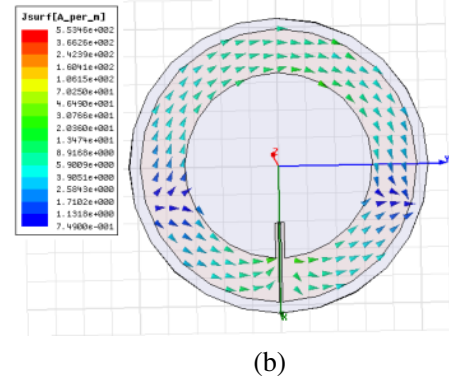 Jsurf[A_per_m]
5.5346e+002
3.6626e+002
2.4239e+002
1.6041e+002
1.0615e+002
7.0250e+001
4.6490e+001
3.0766e+001
2.0360e+001
1.3474e+001
8.9168e+000
5.9009e+000
3.9051e+000
2.5843e+000
1.7102e+000
1.1318e+000
7.4900e-001
Z
Y
X
(b)